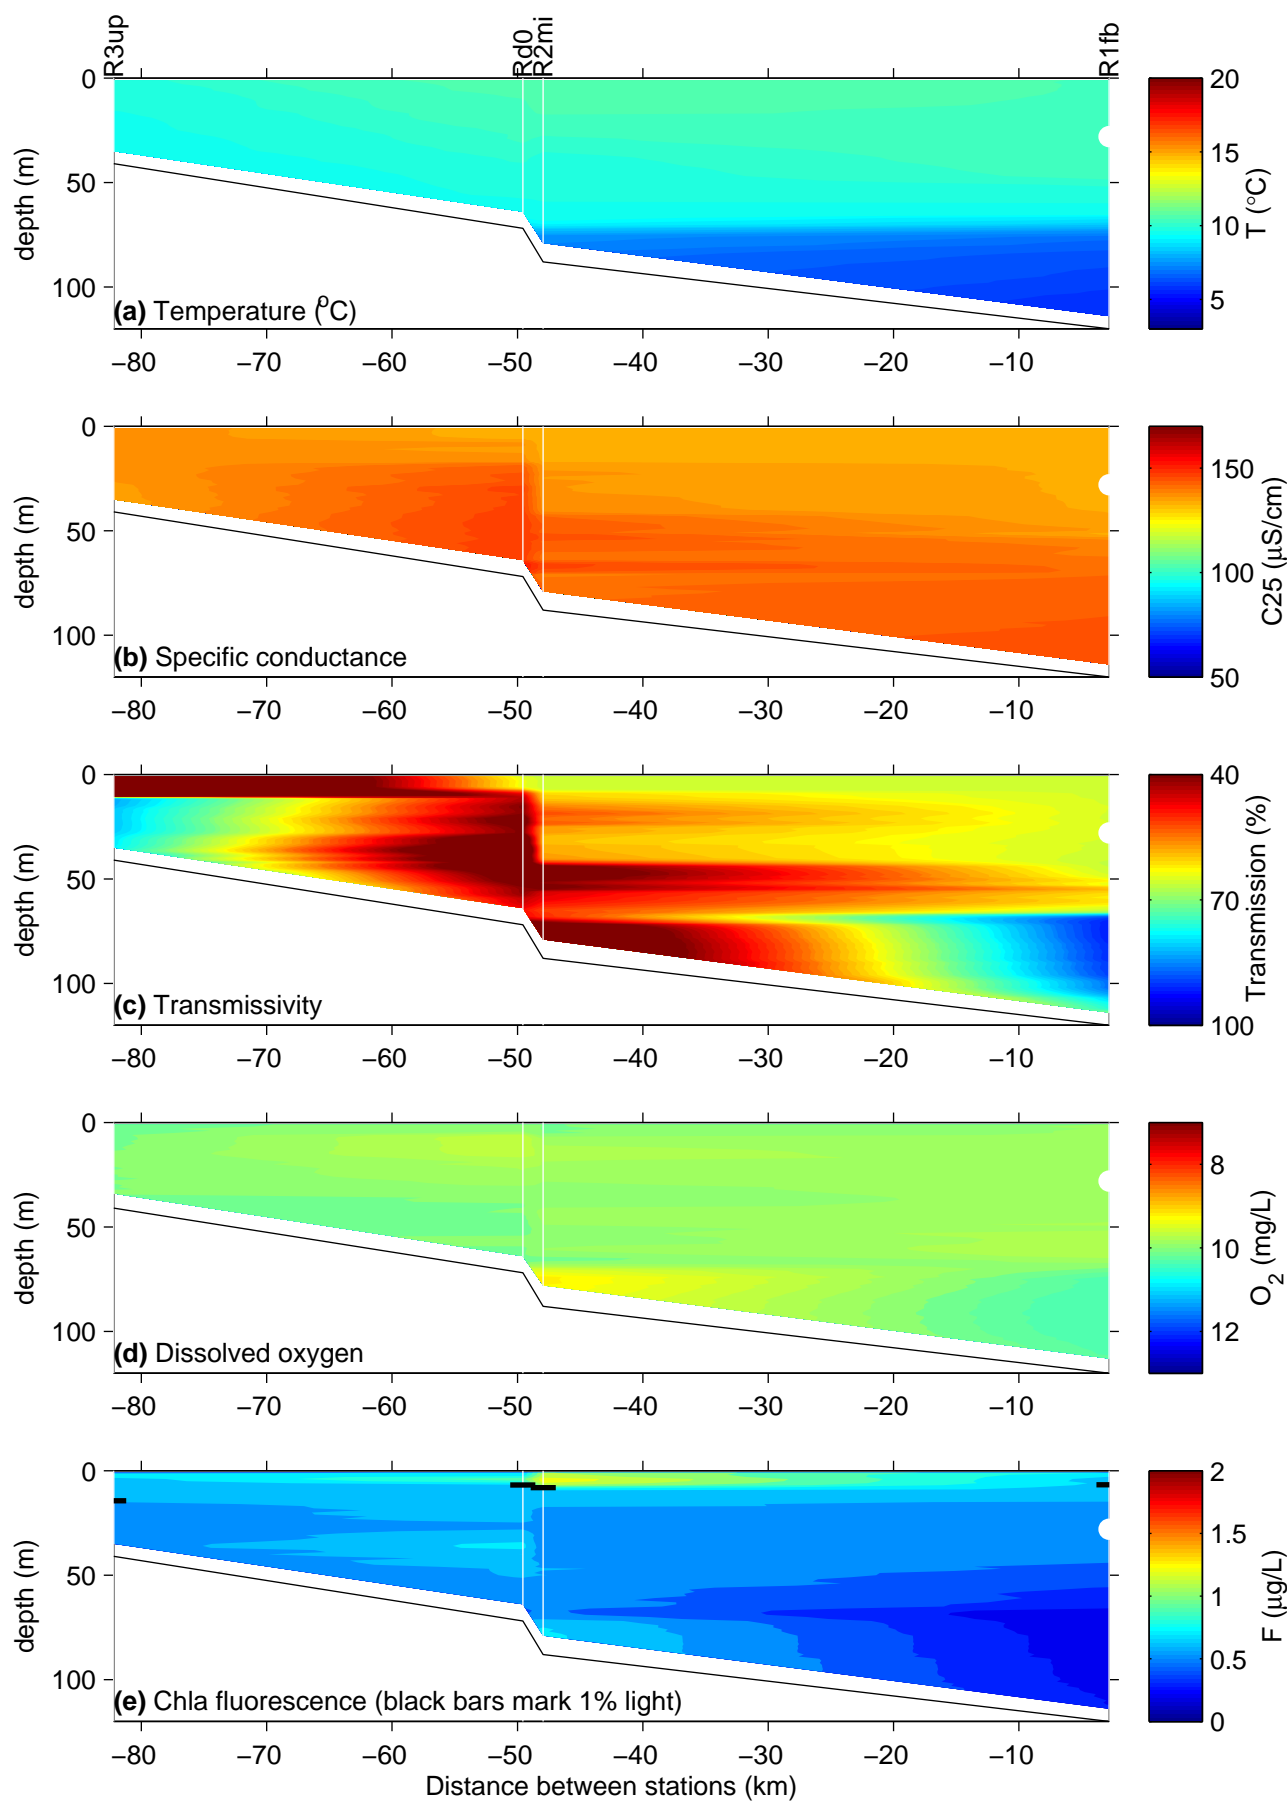 R3up
Rd0
R2mi
R1fb
0
50
100
depth (m)
(a) Temperature (ºC)
−80 −70 −60 −50 −40 −30 −20 −10
20
15
10
5
T (°C)
0
50
100
depth (m)
(b) Specific conductance
−80 −70 −60 −50 −40 −30 −20 −10
150
100
50
C25 (μS/cm)
0
50
100
depth (m)
(c) Transmissivity
−80 −70 −60 −50 −40 −30 −20 −10
40
70
100
Transmission (%)
0
50
100
depth (m)
(d) Dissolved oxygen
−80 −70 −60 −50 −40 −30 −20 −10
8
10
12
O2 (mg/L)
0
50
100
depth (m)
(e) Chla fluorescence (black bars mark 1% light)
−80 −70 −60 −50 −40 −30 −20 −10
Distance between stations (km)
2
1.5
1
0.5
0
F (μg/L)